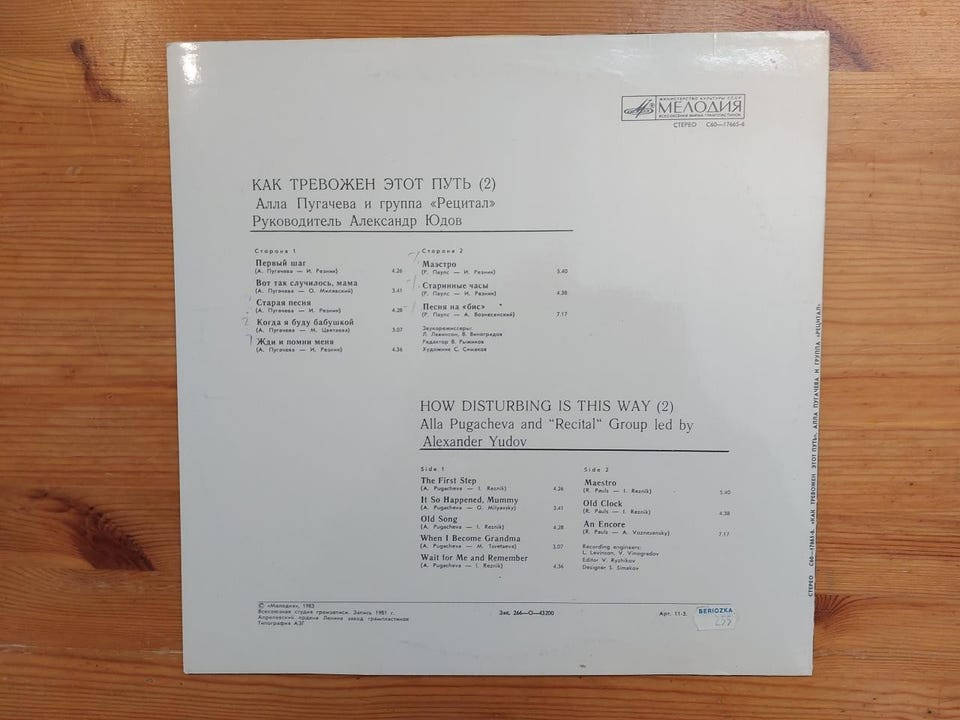 МИНИСТЕРСТВО КУЛЬТУРЫ СССР
МЕЛОДИЯ
ВСЕСОЮЗНАЯ ФИРМА ГРАМПЛАСТИНОК
СТЕРЕО С60—17665-6
КАК ТРЕВОЖЕН ЭТОТ ПУТЬ (2)
Алла Пугачева и группа «Рецитал»
Руководитель Александр Юдов
Сторона 1
Первый шаг
(А. Пугачева — И. Резник) 4.26
Вот так случилось, мама
(А. Пугачева — О. Милявский) 3.41
Старая песня
(А. Пугачева — И. Резник) 4.28
Когда я буду бабушкой
(А. Пугачева — М. Цветаева) 3.07
Жди и помни меня
(А. Пугачева — И. Резник) 4.36
Сторона 2
Маэстро
(Р. Паулс — И. Резник) 5.40
Старинные часы
(Р. Паулс — И. Резник) 4.38
Песня на «бис»
(Р. Паулс — А. Вознесенский) 7.17
Звукорежиссеры:
Л. Левинсон, В. Виноградов
Редактор В. Рыжиков
Художник С. Симаков
HOW DISTURBING IS THIS WAY (2)
Alla Pugacheva and "Recital" Group led by
Alexander Yudov
Side 1
The First Step
(A. Pugacheva — I. Reznik) 4.26
It So Happened, Mummy
(A. Pugacheva — O. Milyavsky) 3.41
Old Song
(A. Pugacheva — I. Reznik) 4.28
When I Become Grandma
(A. Pugacheva — M. Tsvetaeva) 3.07
Wait for Me and Remember
(A. Pugacheva — I. Reznik) 4.36
Side 2
Maestro
(R. Pauls — I. Reznik) 5.40
Old Clock
(R. Pauls — I. Reznik) 4.38
An Encore
(R. Pauls — A. Voznesensky) 7.17
Recording engineers:
L. Levinson, V. Vinogradov
Editor V. Ryzhikov
Designer S. Simakov
© «Мелодия», 1983
Всесоюзная студия грамзаписи. Запись 1981 г.
Апрелевский ордена Ленина завод грампластинок
Типография АЗГ
Зак. 266—О—43200
Арт. 11-3.
BERIOZKA
255
СТЕРЕО С60—17665-6. «КАК ТРЕВОЖЕН ЭТОТ ПУТЬ». АЛЛА ПУГАЧЕВА И ГРУППА «РЕЦИТАЛ»